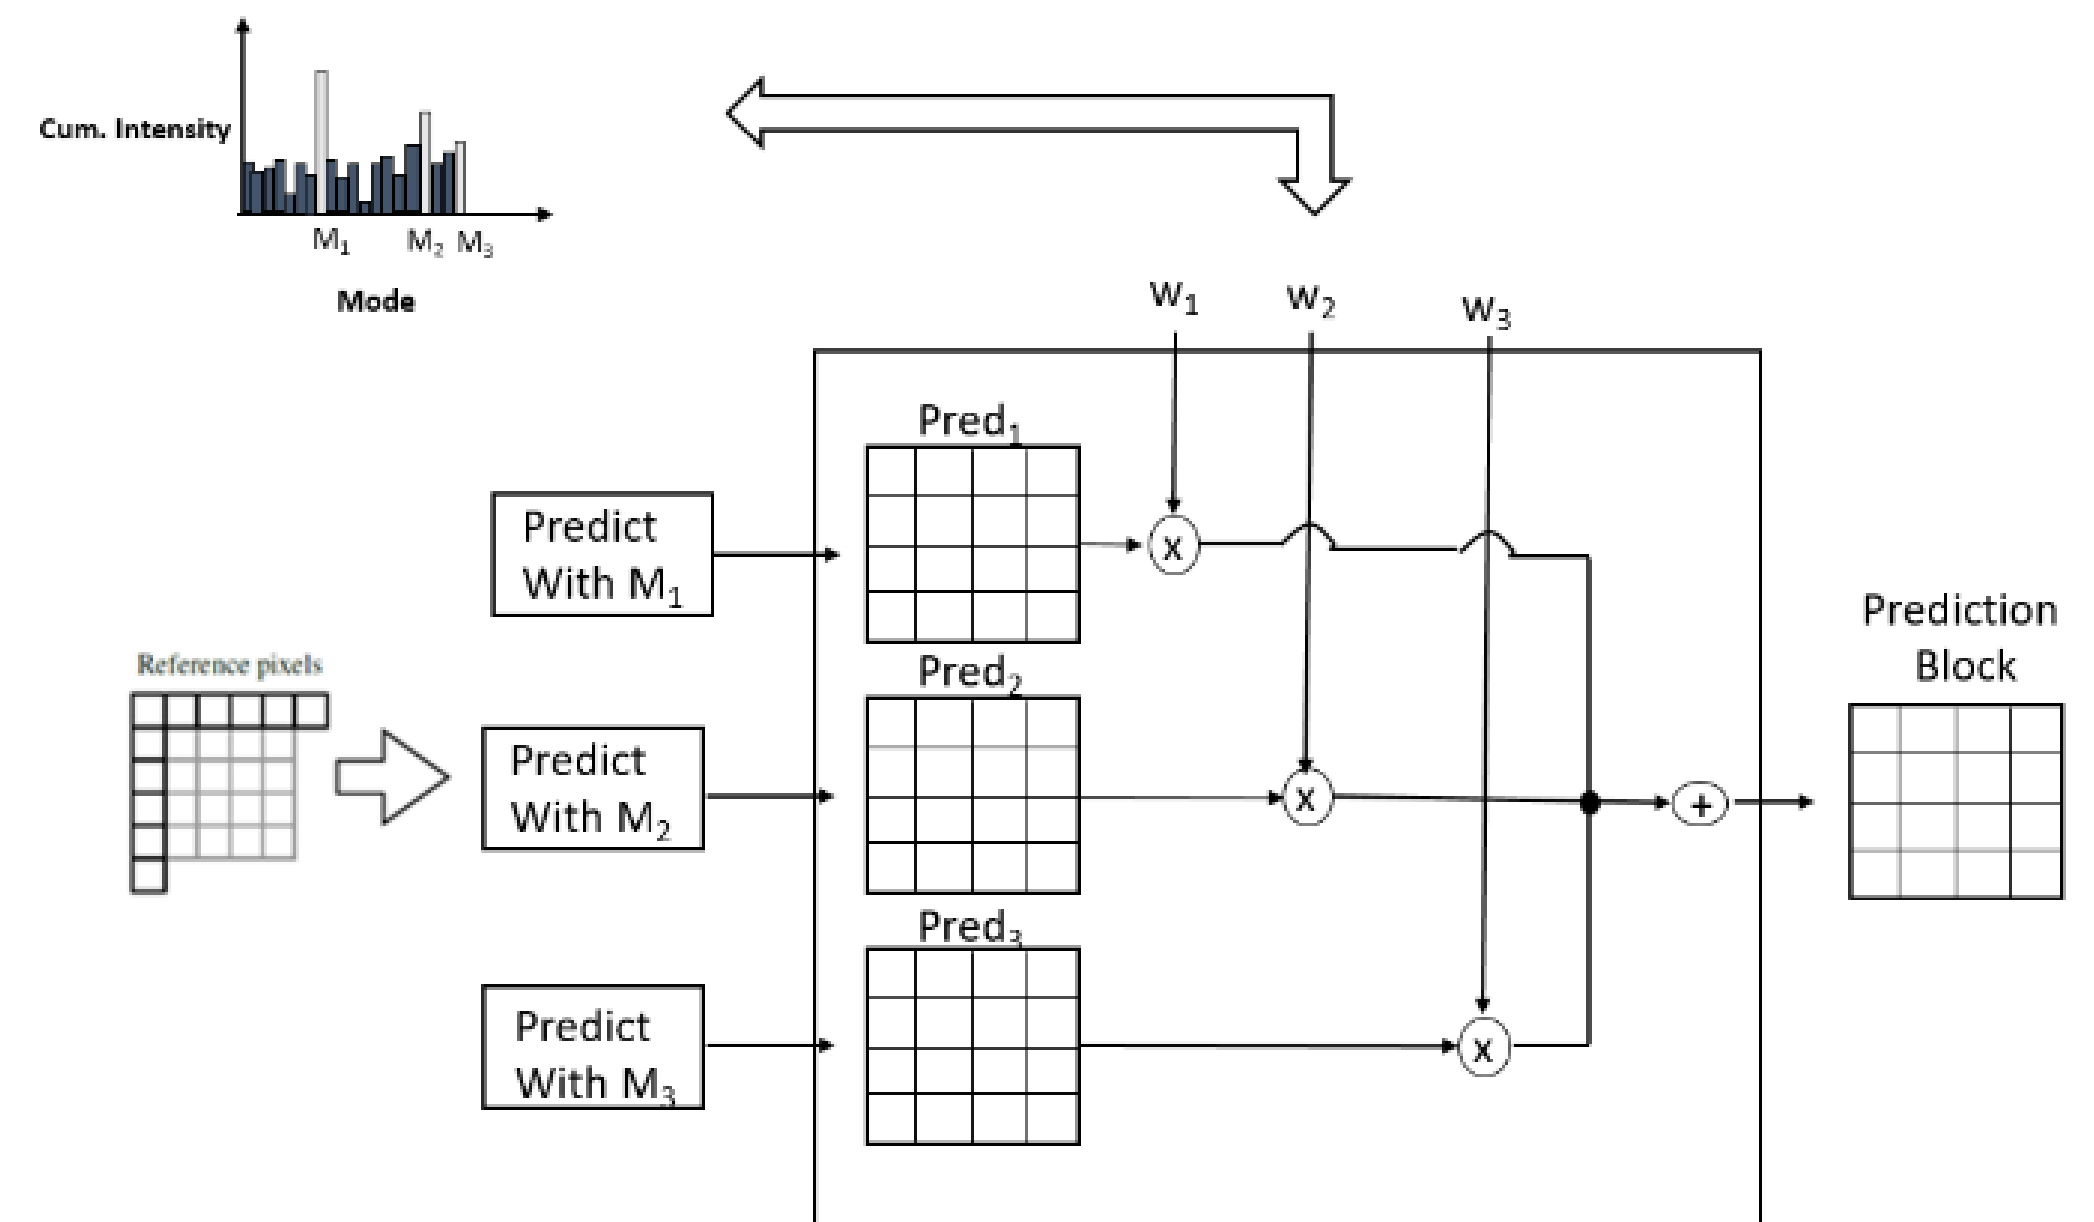 Cum. Intensity
M₁ M₂ M₃
Mode
w₁ w₂ w₃
Pred₁
Predict
With M₁
x
Prediction
Block
Reference pixels
Pred₂
Predict
With M₂
x
+
Pred₃
Predict
With M₃
x